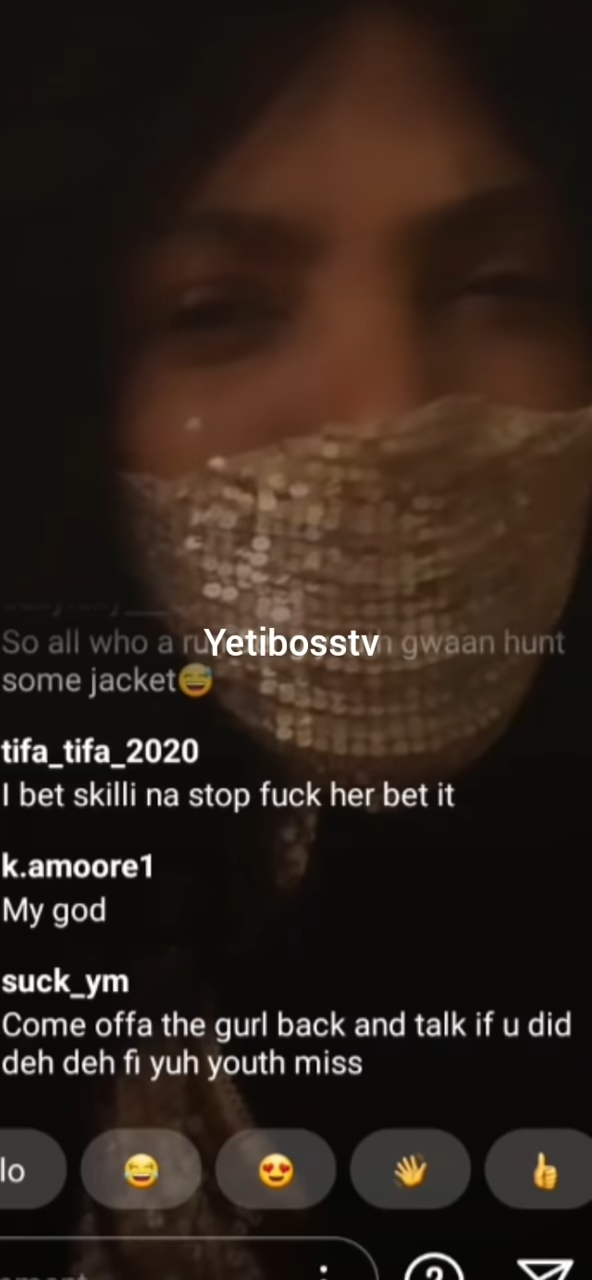 So all who a ru
Yetibosstv
gwaan hunt
some jacket😅
tifa_tifa_2020
I bet skilli na stop fuck her bet it
k.amoore1
My god
suck_ym
Come offa the gurl back and talk if u did
deh deh fi yuh youth miss
lo 😂 😍 👋 👍